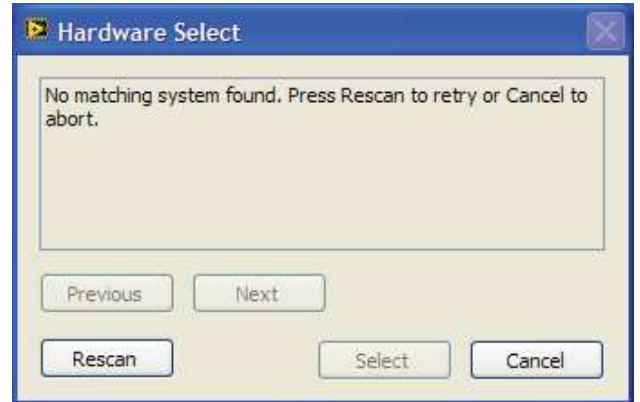 Hardware Select
No matching system found. Press Rescan to retry or Cancel to
abort.
Previous
Next
Rescan
Select
Cancel